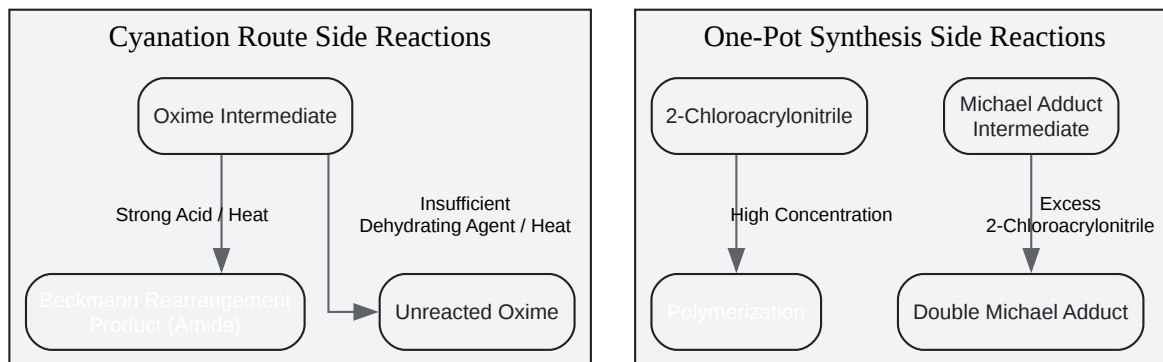 Cyanation Route Side Reactions
Oxime Intermediate
Strong Acid / Heat
Insufficient
Dehydrating Agent / Heat
Beckmann Rearrangement
Product (Amide)
Unreacted Oxime
One-Pot Synthesis Side Reactions
2-Chloroacrylonitrile
Michael Adduct
Intermediate
High Concentration
Excess
2-Chloroacrylonitrile
Polymerization
Double Michael Adduct